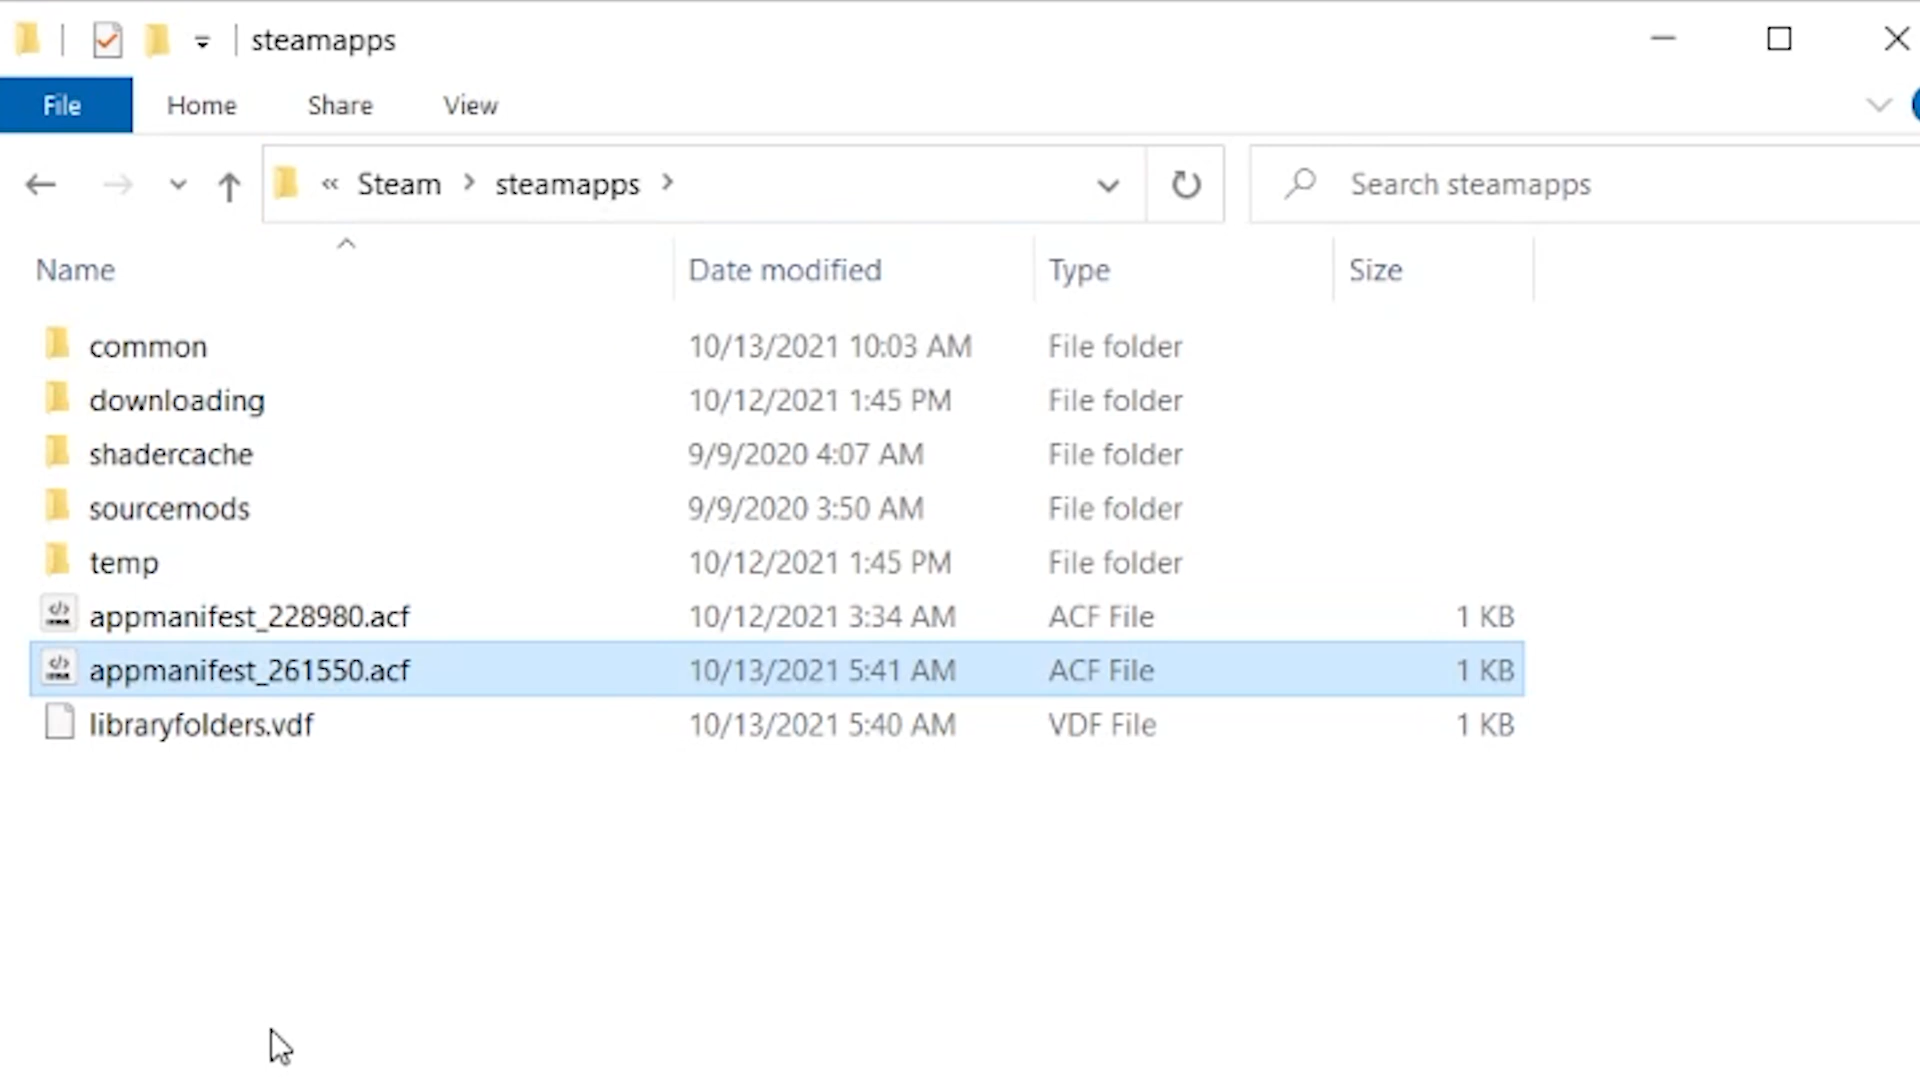 steamapps
File Home Share View
« Steam > steamapps > Search steamapps
Name Date modified Type Size
common 10/13/2021 10:03 AM File folder
downloading 10/12/2021 1:45 PM File folder
shadercache 9/9/2020 4:07 AM File folder
sourcemods 9/9/2020 3:50 AM File folder
temp 10/12/2021 1:45 PM File folder
appmanifest_228980.acf 10/12/2021 3:34 AM ACF File 1 KB
appmanifest_261550.acf 10/13/2021 5:41 AM ACF File 1 KB
libraryfolders.vdf 10/13/2021 5:40 AM VDF File 1 KB